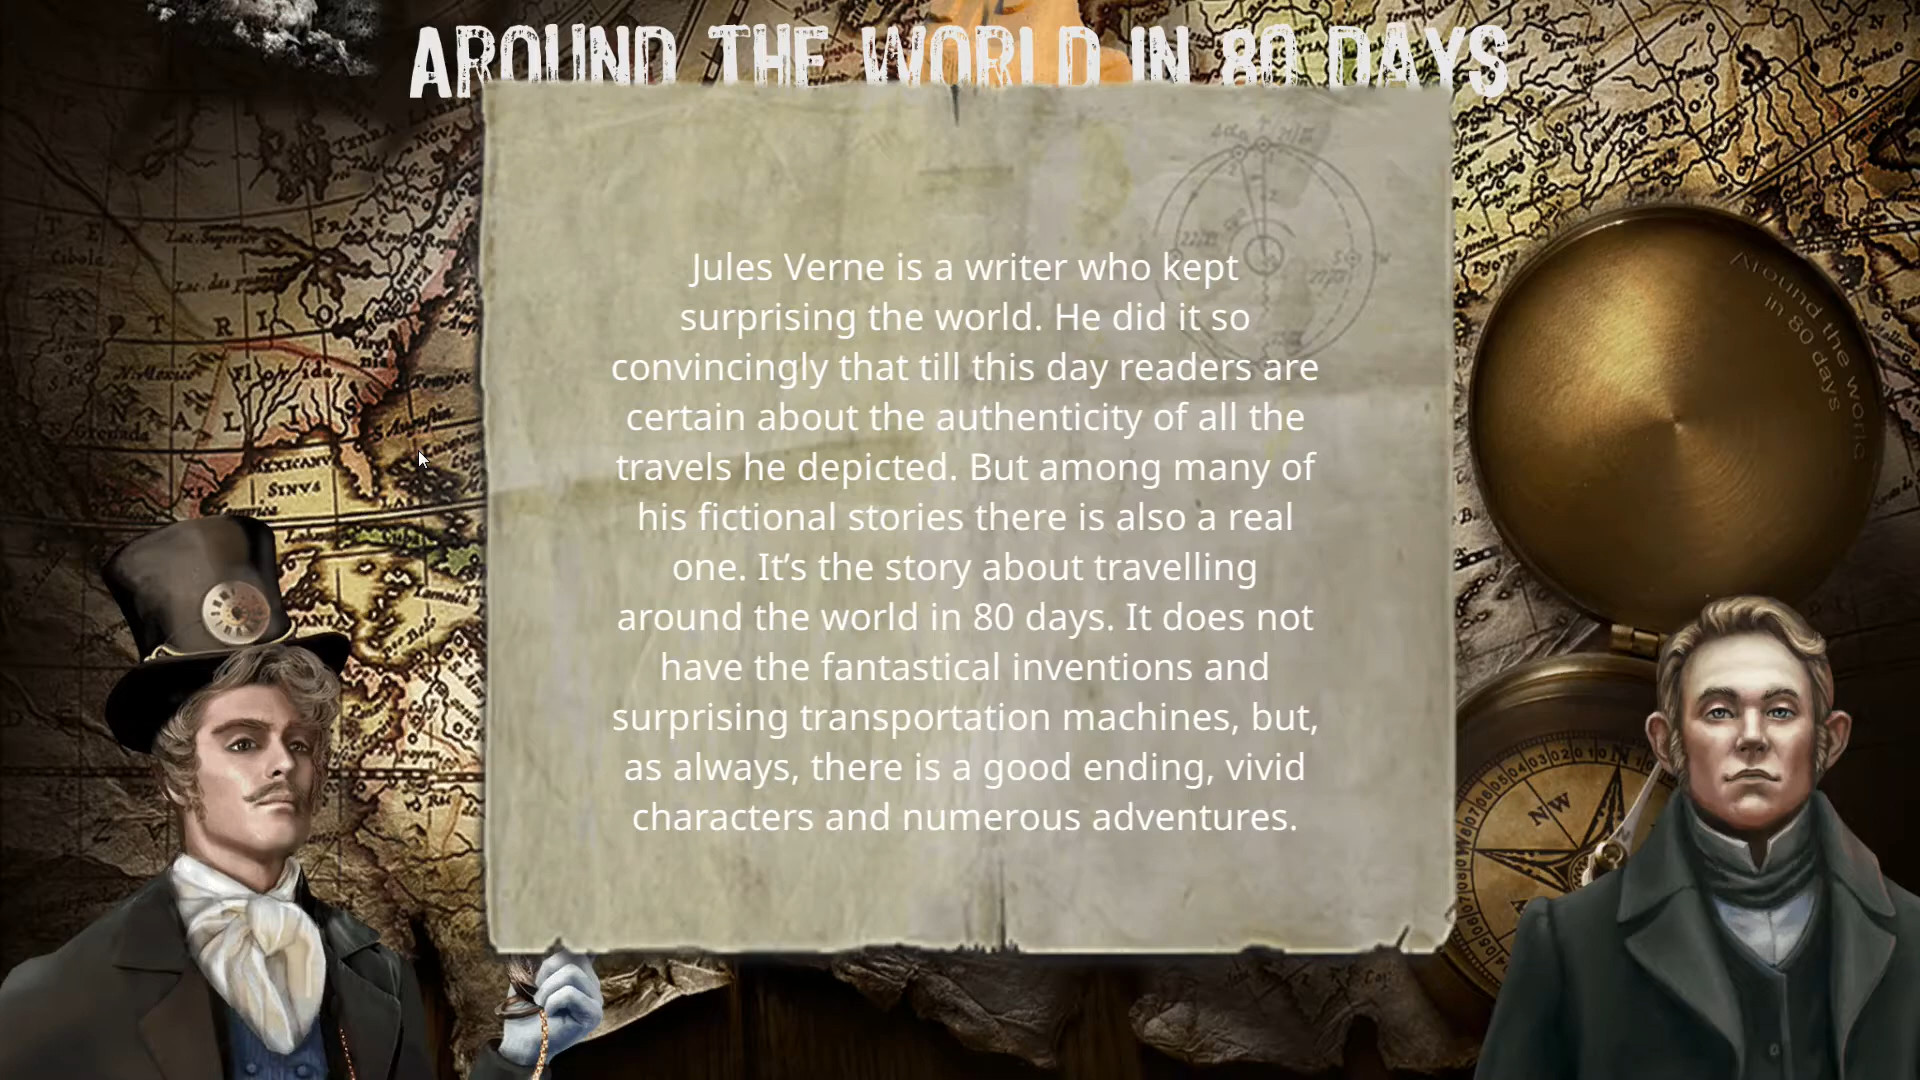 AROUND THE WORLD IN 80 DAYS
Jules Verne is a writer who kept
surprising the world. He did it so
convincingly that till this day readers are
certain about the authenticity of all the
travels he depicted. But among many of
his fictional stories there is also a real
one. It’s the story about travelling
around the world in 80 days. It does not
have the fantastical inventions and
surprising transportation machines, but,
as always, there is a good ending, vivid
characters and numerous adventures.
Around the world
in 80 days
MEXICANV
SINVS
Florida
NW